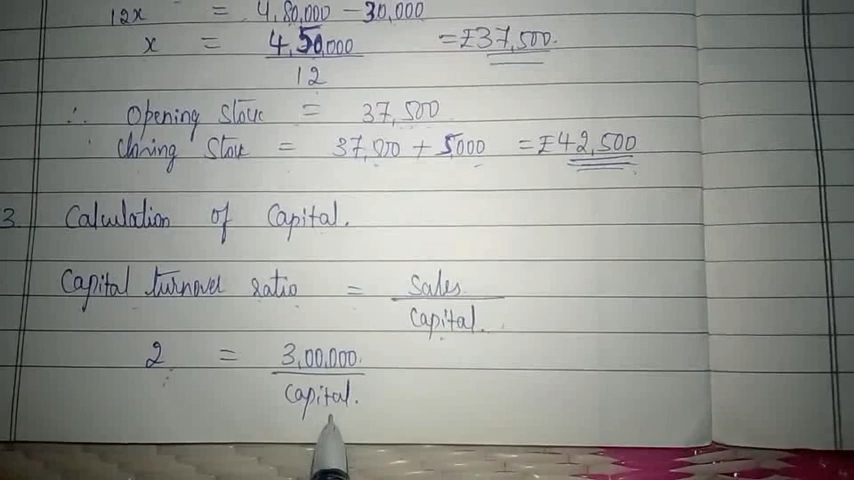 12x = 4,80,000 - 30,000
x = 4,50,000 = £37,500.
12
∴ Opening stock = 37,500
Closing stock = 37,500 + 5000 = £42,500
3. Calculation of Capital.
Capital turnover ratio = Sales
Capital.
2 = 3,00,000.
Capital.